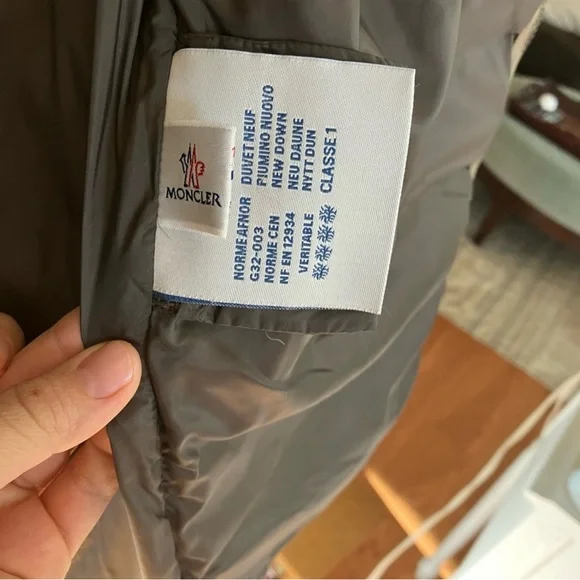 MONCLER
NORME AFNOR
G32-003
NORME CEN
NF EN 12934
VERITABLE
DUVET NEUF
PIUMINO NUOVO
NEW DOWN
NEU DAUNE
NYTT DUN
CLASSE 1